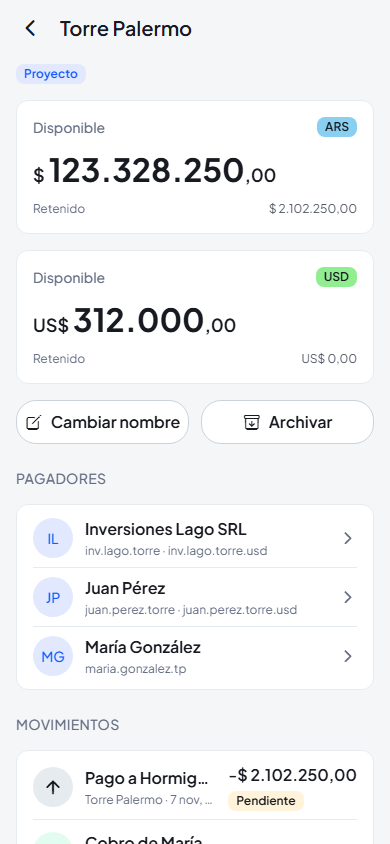 Torre Palermo
Proyecto
Disponible
ARS
$ 123.328.250,00
Retenido
$ 2.102.250,00
Disponible
USD
US$ 312.000,00
Retenido
US$ 0,00
Cambiar nombre
Archivar
PAGADORES
IL
Inversiones Lago SRL
inv.lago.torre · inv.lago.torre.usd
JP
Juan Pérez
juan.perez.torre · juan.perez.torre.usd
MG
María González
maria.gonzalez.tp
MOVIMIENTOS
Pago a Hormig...
-$ 2.102.250,00
Torre Palermo · 7 nov, ...
Pendiente
Cobro de María